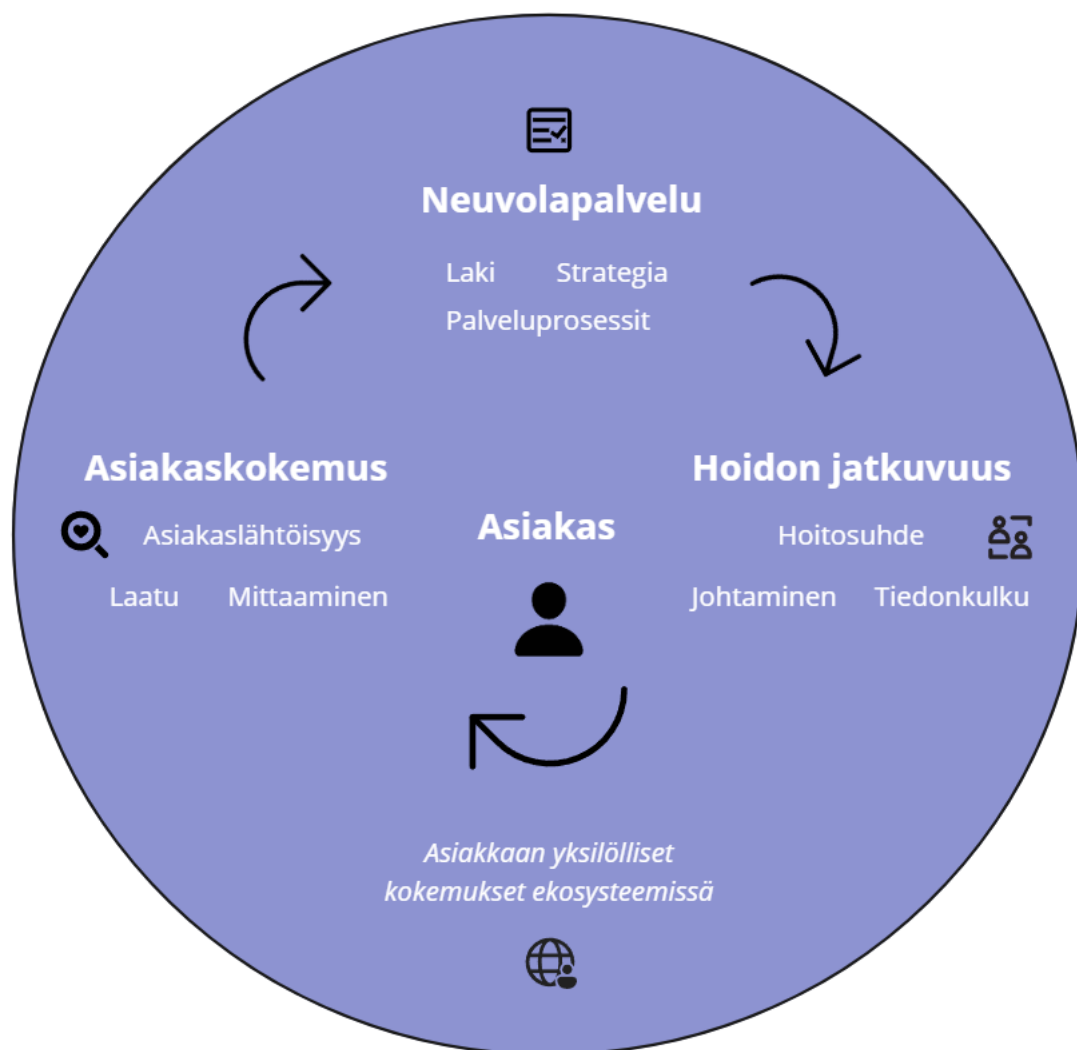 Neuvolapalvelu
Laki Strategia
Palveluprosessit
Asiakaskokemus
Asiakaslähtöisyys
Laatu Mittaaminen
Asiakas
Hoidon jatkuvuus
Hoitosuhde
Johtaminen Tiedonkulku
Asiakkaan yksilölliset
kokemukset ekosysteemissä